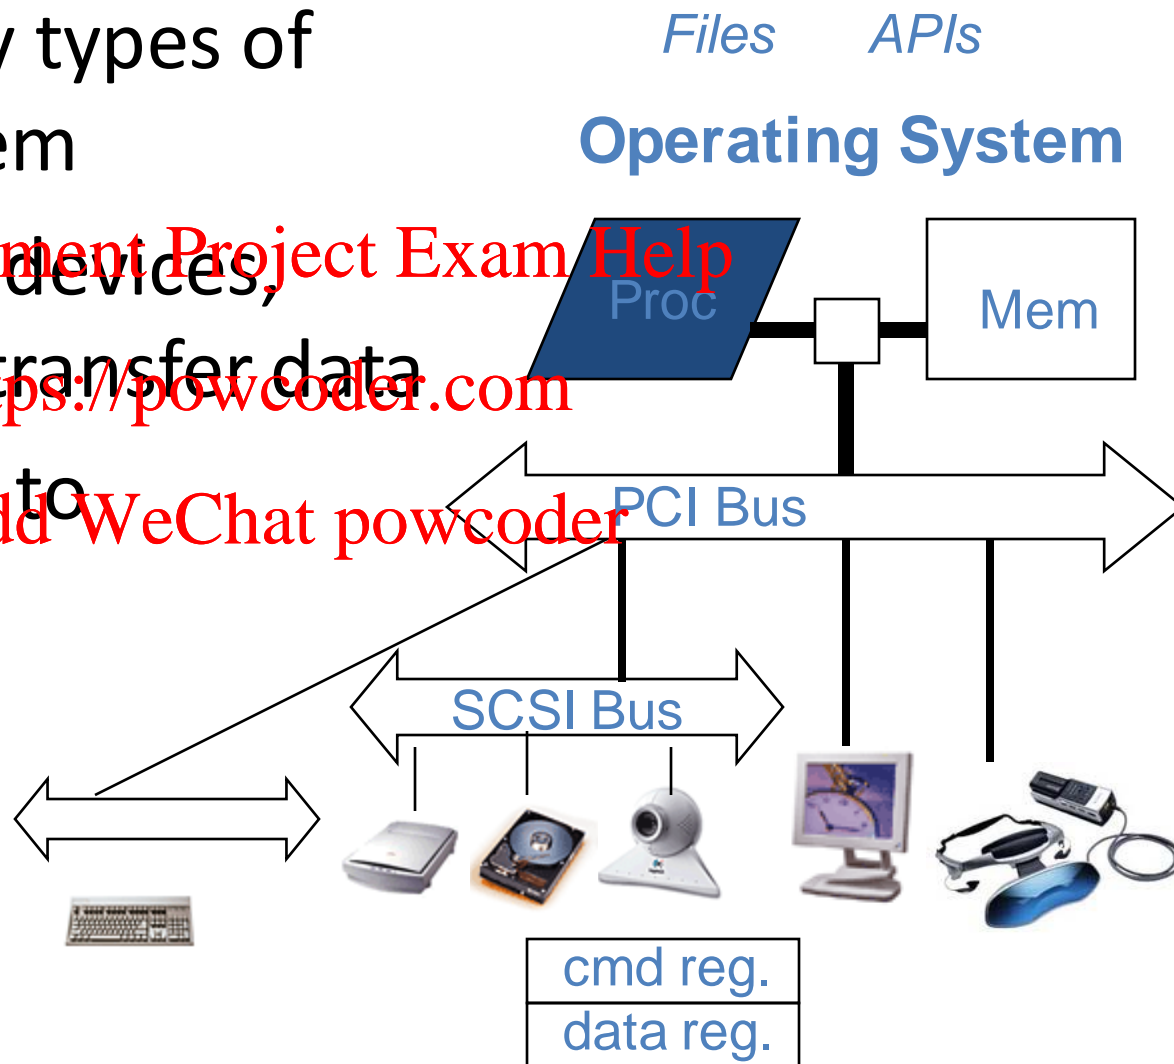 y types of
em
devices,
transfer data
to
ment Project Exam Help
tps://powcoder.com
dd WeChat powcoder
Files APIs
Operating System
Proc
Mem
PCI Bus
SCSI Bus
cmd reg.
data reg.